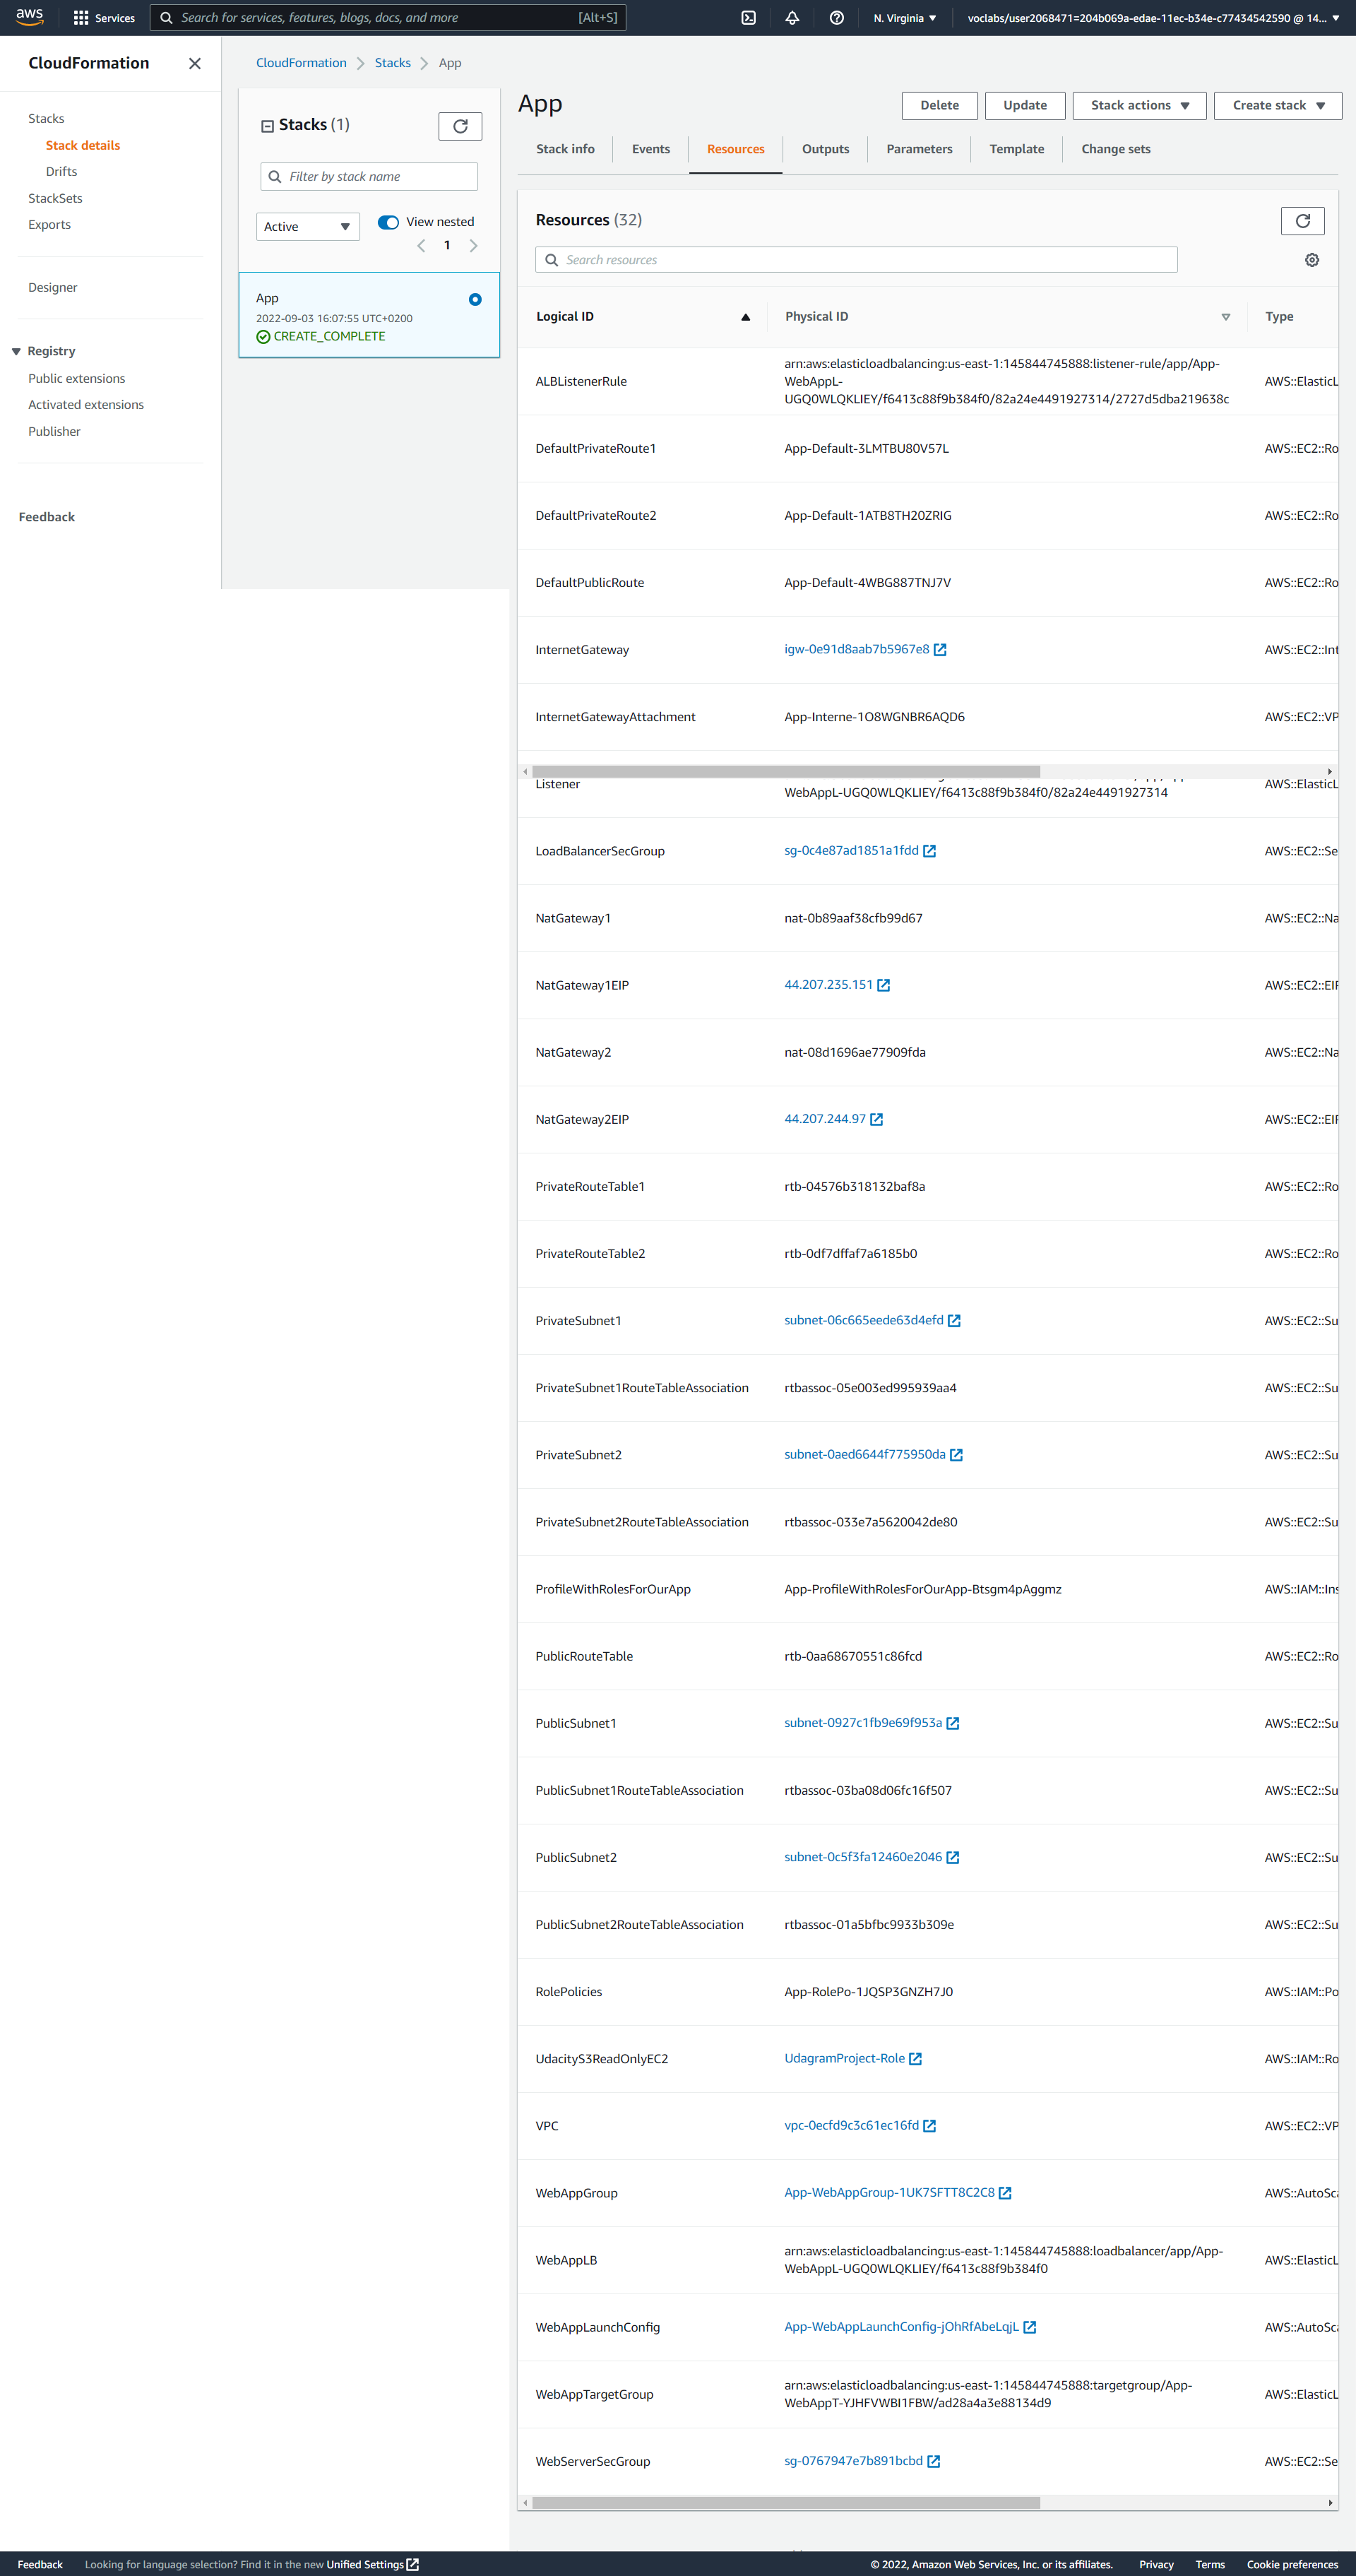 aws
Services
Search for services, features, blogs, docs, and more
[Alt+S]
N. Virginia
voclabs/user2068471=204b069a-edae-11ec-b34e-c77434542590 @ 14...
CloudFormation
Stacks
Stack details
Drifts
StackSets
Exports
Designer
Registry
Public extensions
Activated extensions
Publisher
Feedback
CloudFormation
Stacks
App
Stacks (1)
Filter by stack name
Active
View nested
1
App
2022-09-03 16:07:55 UTC+0200
CREATE_COMPLETE
App
Delete
Update
Stack actions
Create stack
Stack info
Events
Resources
Outputs
Parameters
Template
Change sets
Resources (32)
Search resources
Logical ID
Physical ID
Type
ALBListenerRule
arn:aws:elasticloadbalancing:us-east-1:145844745888:listener-rule/app/App-
WebAppL-
UGQ0WLQKLIEY/f6413c88f9b384f0/82a24e4491927314/2727d5dba219638c
AWS::ElasticL
DefaultPrivateRoute1
App-Default-3LMTBU80V57L
AWS::EC2::Ro
DefaultPrivateRoute2
App-Default-1ATB8TH20ZRIG
AWS::EC2::Ro
DefaultPublicRoute
App-Default-4WBG887TNJ7V
AWS::EC2::Ro
InternetGateway
igw-0e91d8aab7b5967e8
AWS::EC2::Int
InternetGatewayAttachment
App-Interne-1O8WGNBR6AQD6
AWS::EC2::VP
Listener
WebAppL-UGQ0WLQKLIEY/f6413c88f9b384f0/82a24e4491927314
AWS::ElasticL
LoadBalancerSecGroup
sg-0c4e87ad1851a1fdd
AWS::EC2::Se
NatGateway1
nat-0b89aaf38cfb99d67
AWS::EC2::Na
NatGateway1EIP
44.207.235.151
AWS::EC2::EIP
NatGateway2
nat-08d1696ae77909fda
AWS::EC2::Na
NatGateway2EIP
44.207.244.97
AWS::EC2::EIP
PrivateRouteTable1
rtb-04576b318132baf8a
AWS::EC2::Ro
PrivateRouteTable2
rtb-0df7dffaf7a6185b0
AWS::EC2::Ro
PrivateSubnet1
subnet-06c665eede63d4efd
AWS::EC2::Su
PrivateSubnet1RouteTableAssociation
rtbassoc-05e003ed995939aa4
AWS::EC2::Su
PrivateSubnet2
subnet-0aed6644f775950da
AWS::EC2::Su
PrivateSubnet2RouteTableAssociation
rtbassoc-033e7a5620042de80
AWS::EC2::Su
ProfileWithRolesForOurApp
App-ProfileWithRolesForOurApp-Btsgm4pAggmz
AWS::IAM::Ins
PublicRouteTable
rtb-0aa68670551c86fcd
AWS::EC2::Ro
PublicSubnet1
subnet-0927c1fb9e69f953a
AWS::EC2::Su
PublicSubnet1RouteTableAssociation
rtbassoc-03ba08d06fc16f507
AWS::EC2::Su
PublicSubnet2
subnet-0c5f3fa12460e2046
AWS::EC2::Su
PublicSubnet2RouteTableAssociation
rtbassoc-01a5bfbc9933b309e
AWS::EC2::Su
RolePolicies
App-RolePo-1JQSP3GNZH7J0
AWS::IAM::Po
UdacityS3ReadOnlyEC2
UdagramProject-Role
AWS::IAM::Ro
VPC
vpc-0ecfd9c3c61ec16fd
AWS::EC2::VP
WebAppGroup
App-WebAppGroup-1UK7SFTT8C2C8
AWS::AutoSca
WebAppLB
arn:aws:elasticloadbalancing:us-east-1:145844745888:loadbalancer/app/App-
WebAppL-UGQ0WLQKLIEY/f6413c88f9b384f0
AWS::ElasticL
WebAppLaunchConfig
App-WebAppLaunchConfig-jOhRfAbeLqjL
AWS::AutoSca
WebAppTargetGroup
arn:aws:elasticloadbalancing:us-east-1:145844745888:targetgroup/App-
WebAppT-YJHFVWBI1FBW/ad28a4a3e88134d9
AWS::ElasticL
WebServerSecGroup
sg-0767947e7b891bcbd
AWS::EC2::Se
Feedback
Looking for language selection? Find it in the new Unified Settings
© 2022, Amazon Web Services, Inc. or its affiliates.
Privacy
Terms
Cookie preferences